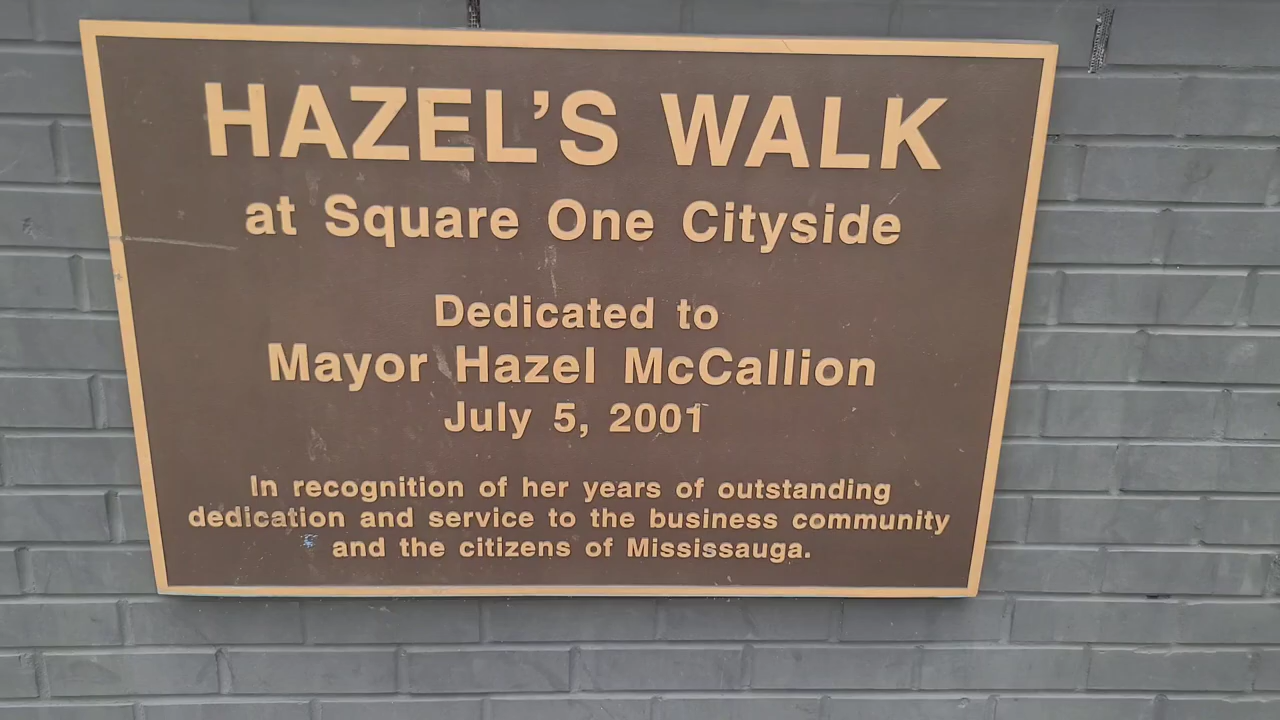 HAZEL’S WALK
at Square One Cityside
Dedicated to
Mayor Hazel McCallion
July 5, 2001
In recognition of her years of outstanding
dedication and service to the business community
and the citizens of Mississauga.